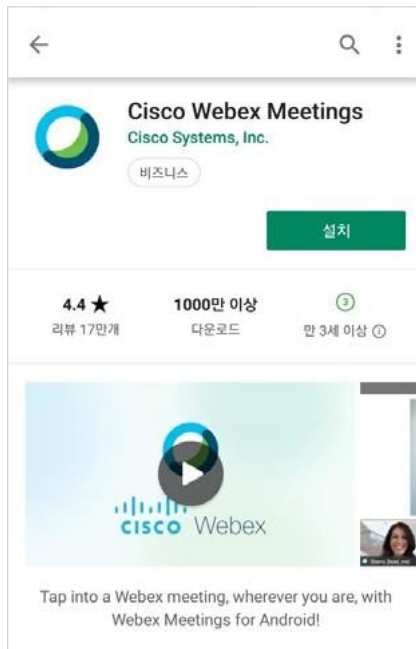 Cisco Webex Meetings
Cisco Systems, Inc.
비즈니스
설치
4.4 ★ 1000만 이상 ③
리뷰 17만개 다운로드 만 3세 이상 ⓘ
CISCO Webex
Tap into a Webex meeting, wherever you are, with
Webex Meetings for Android!